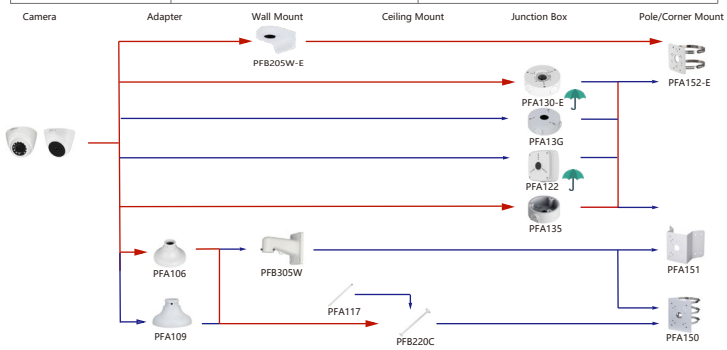 Camera Adapter Wall Mount Ceiling Mount Junction Box Pole/Corner Mount
PFB205W-E
PFA130-E
PFA152-E
PFA13G
PFA122
PFA135
PFA106
PFB305W
PFA151
PFA117
PFA109
PFB220C
PFA150